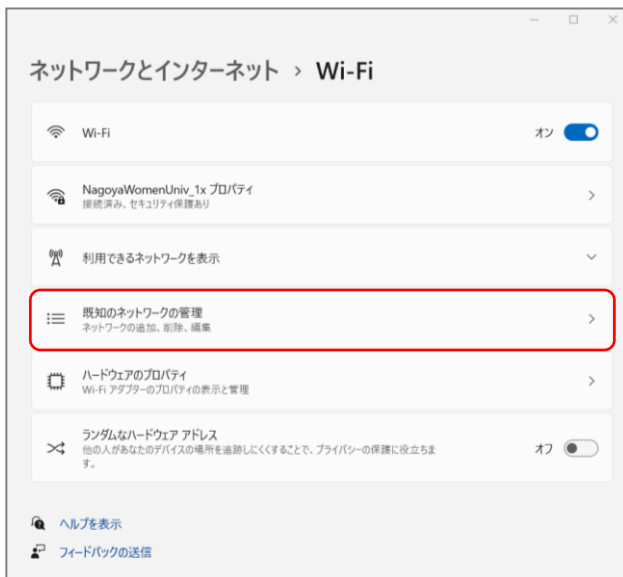 ネットワークとインターネット › Wi-Fi
Wi-Fi
オン
NagoyaWomenUniv_1x プロパティ
接続済み、セキュリティ保護あり
利用できるネットワークを表示
既知のネットワークの管理
ネットワークの追加、削除、編集
ハードウェアのプロパティ
Wi-Fi アダプターのプロパティの表示と管理
ランダムなハードウェア アドレス
他の人があなたのデバイスの場所を追跡しにくくすることで、プライバシーの保護に役立ちま
す。
オフ
ヘルプを表示
フィードバックの送信